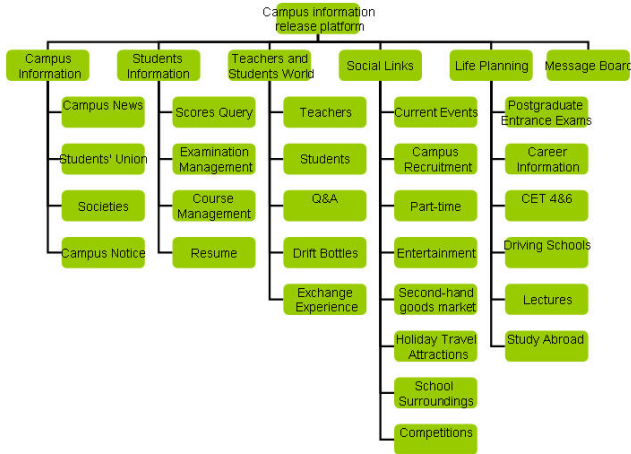 Campus information
release platform
Campus
Information
Students
Information
Teachers and
Students World
Social Links
Life Planning
Message Board
Campus News
Students' Union
Societies
Campus Notice
Scores Query
Examination
Management
Course
Management
Resume
Teachers
Students
Q&A
Drift Bottles
Exchange
Experience
Current Events
Campus
Recruitment
Part-time
Entertainment
Second-hand
goods market
Holiday Travel
Attractions
School
Surroundings
Competitions
Postgraduate
Entrance Exams
Career
Information
CET 4&6
Driving Schools
Lectures
Study Abroad